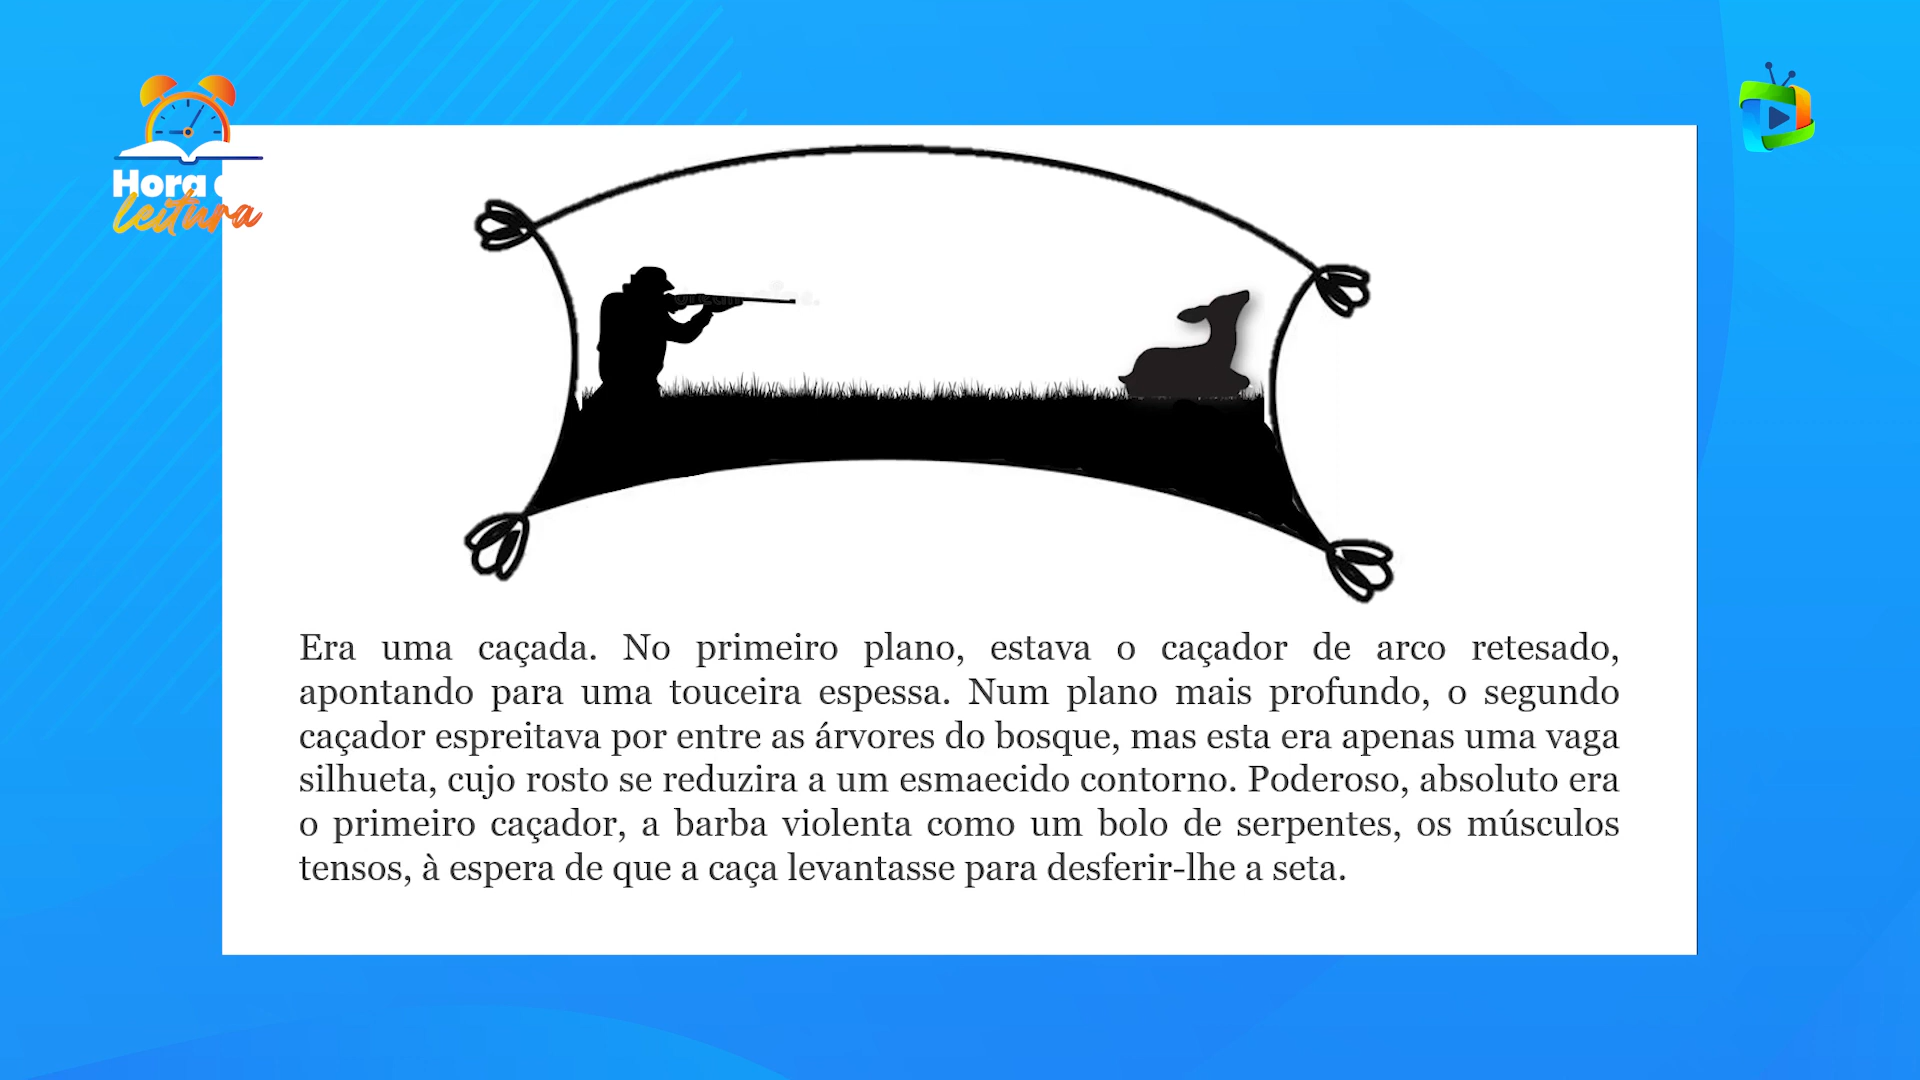 Hora
leitura
Era uma caçada. No primeiro plano, estava o caçador de arco retesado,
apontando para uma touceira espessa. Num plano mais profundo, o segundo
caçador espreitava por entre as árvores do bosque, mas esta era apenas uma vaga
silhueta, cujo rosto se reduzira a um esmaecido contorno. Poderoso, absoluto era
o primeiro caçador, a barba violenta como um bolo de serpentes, os músculos
tensos, à espera de que a caça levantasse para desferir-lhe a seta.